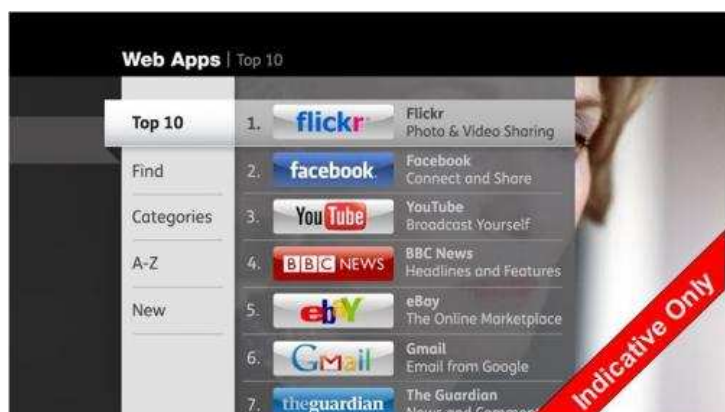 Web Apps | Top 10
Top 10
Find
Categories
A-Z
New
1. flickr Flickr
Photo & Video Sharing
2. facebook. Facebook
Connect and Share
3. YouTube YouTube
Broadcast Yourself
4. BBC NEWS BBC News
Headlines and Features
5. ebY eBay
The Online Marketplace
6. Gmail Gmail
Email from Google
7. theguardian The Guardian
News and
Indicative Only